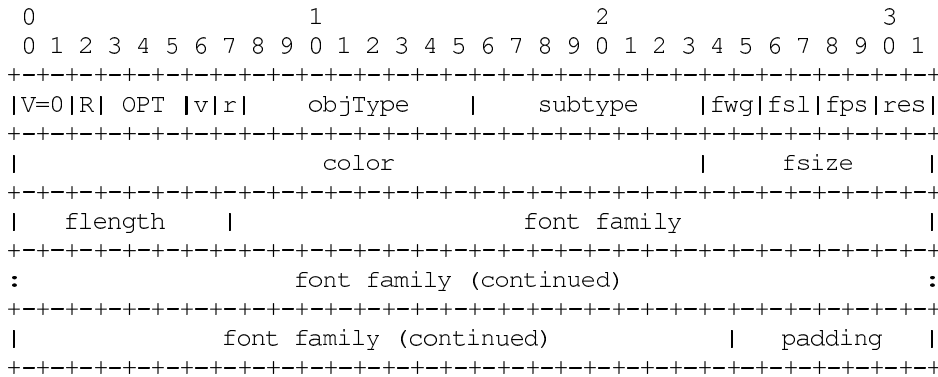 0                   1                   2                   3
 0 1 2 3 4 5 6 7 8 9 0 1 2 3 4 5 6 7 8 9 0 1 2 3 4 5 6 7 8 9 0 1
+-+-+-+-+-+-+-+-+-+-+-+-+-+-+-+-+-+-+-+-+-+-+-+-+-+-+-+-+-+-+-+-+
|V=0|R| OPT |v|r|    objType    |    subtype    |fwg|fsl|fps|res|
+-+-+-+-+-+-+-+-+-+-+-+-+-+-+-+-+-+-+-+-+-+-+-+-+-+-+-+-+-+-+-+-+
|                     color                     |     fsize     |
+-+-+-+-+-+-+-+-+-+-+-+-+-+-+-+-+-+-+-+-+-+-+-+-+-+-+-+-+-+-+-+-+
|   flength    |                    font family                 |
+-+-+-+-+-+-+-+-+-+-+-+-+-+-+-+-+-+-+-+-+-+-+-+-+-+-+-+-+-+-+-+-+
:                   font family (continued)                     :
+-+-+-+-+-+-+-+-+-+-+-+-+-+-+-+-+-+-+-+-+-+-+-+-+-+-+-+-+-+-+-+-+
|              font family (continued)            |   padding   |
+-+-+-+-+-+-+-+-+-+-+-+-+-+-+-+-+-+-+-+-+-+-+-+-+-+-+-+-+-+-+-+-+